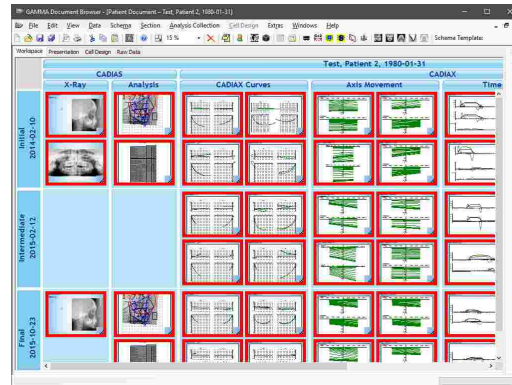 GAMMA Document Browser - [Patient Document - Test, Patient 2, 1980-01-31]
File Edit View Data Schema Section Analysis Collection Cell Design Extras Windows Help
15 % Schema Template:
Workspace Presentation Cell Design Raw Data
Test, Patient 2, 1980-01-31
CADIAS CADIAX
X-Ray Analysis CADIAX Curves Axis Movement Time
Initial
2014-02-10
Intermediate
2015-02-12
Final
2015-10-23